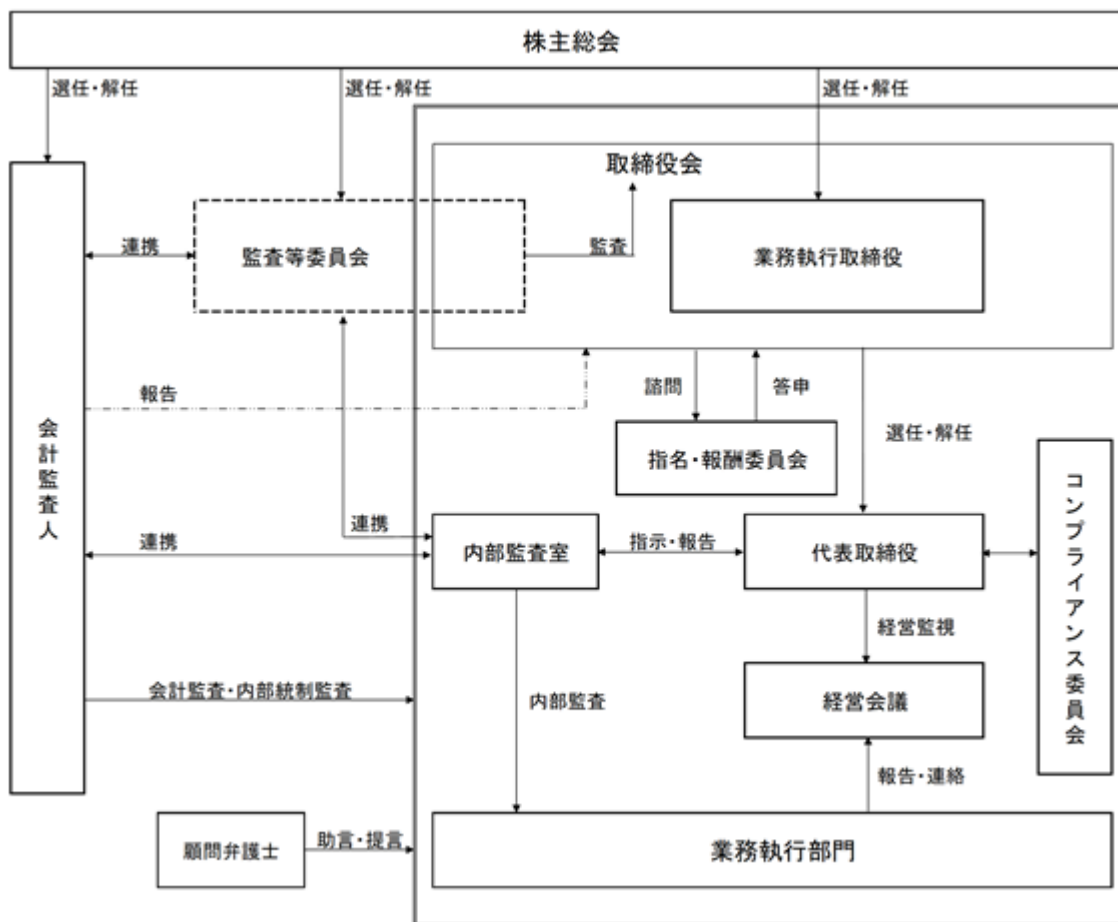 株主総会
選任・解任
選任・解任
選任・解任
取締役会
監査等委員会
連携
監査
業務執行取締役
報告
諮問
答申
選任・解任
指名・報酬委員会
会計監査人
コンプライアンス委員会
連携
連携
内部監査室
指示・報告
代表取締役
経営監視
会計監査・内部統制監査
内部監査
経営会議
報告・連絡
顧問弁護士
助言・提言
業務執行部門